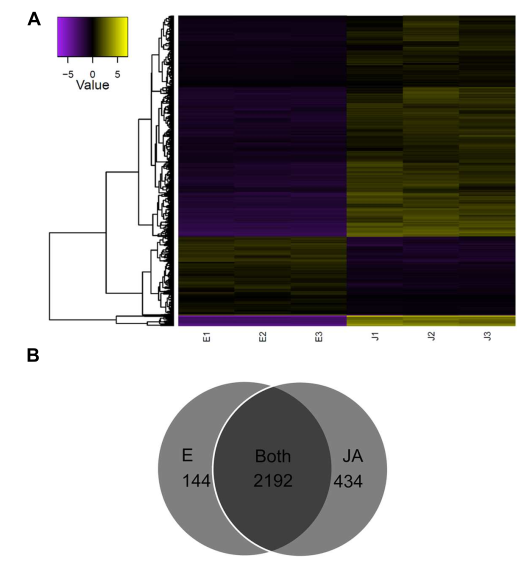 A
−5 0 5
Value
E1 E2 E3 J1 J2 J3
B
E Both JA
144 2192 434